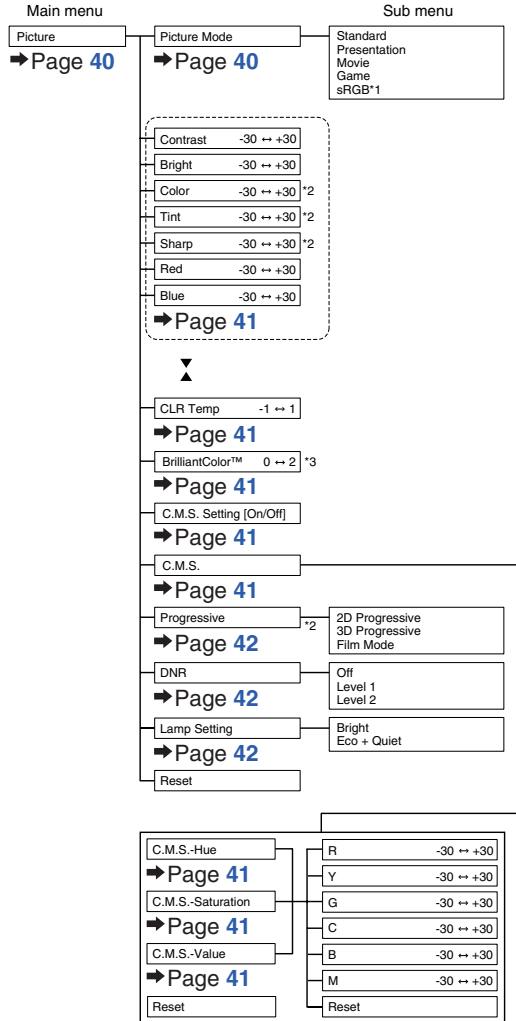 Main menu
Sub menu
Picture
➡Page 40
Picture Mode
➡Page 40
Standard
Presentation
Movie
Game
sRGB*1
Contrast -30 ↔ +30
Bright -30 ↔ +30
Color -30 ↔ +30 *2
Tint -30 ↔ +30 *2
Sharp -30 ↔ +30 *2
Red -30 ↔ +30
Blue -30 ↔ +30
➡Page 41
CLR Temp -1 ↔ 1
➡Page 41
BrilliantColor™ 0 ↔ 2 *3
➡Page 41
C.M.S. Setting [On/Off]
➡Page 41
C.M.S.
➡Page 41
Progressive *2
➡Page 42
2D Progressive
3D Progressive
Film Mode
DNR
➡Page 42
Off
Level 1
Level 2
Lamp Setting
➡Page 42
Bright
Eco + Quiet
Reset
C.M.S.-Hue
➡Page 41
C.M.S.-Saturation
➡Page 41
C.M.S.-Value
➡Page 41
Reset
R -30 ↔ +30
Y -30 ↔ +30
G -30 ↔ +30
C -30 ↔ +30
B -30 ↔ +30
M -30 ↔ +30
Reset